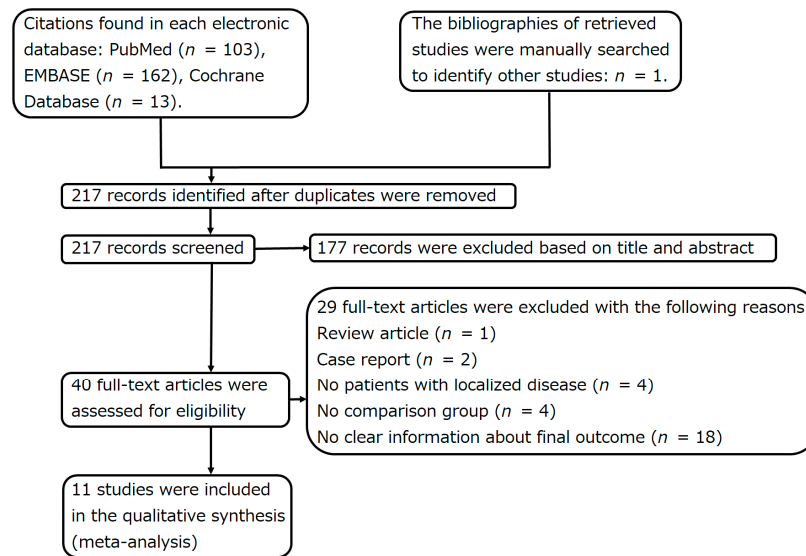 Citations found in each electronic
database: PubMed (n = 103),
EMBASE (n = 162), Cochrane
Database (n = 13).
The bibliographies of retrieved
studies were manually searched
to identify other studies: n = 1.
217 records identified after duplicates were removed
217 records screened
177 records were excluded based on title and abstract
29 full-text articles were excluded with the following reasons
Review article (n = 1)
Case report (n = 2)
No patients with localized disease (n = 4)
No comparison group (n = 4)
No clear information about final outcome (n = 18)
40 full-text articles were
assessed for eligibility
11 studies were included
in the qualitative synthesis
(meta-analysis)